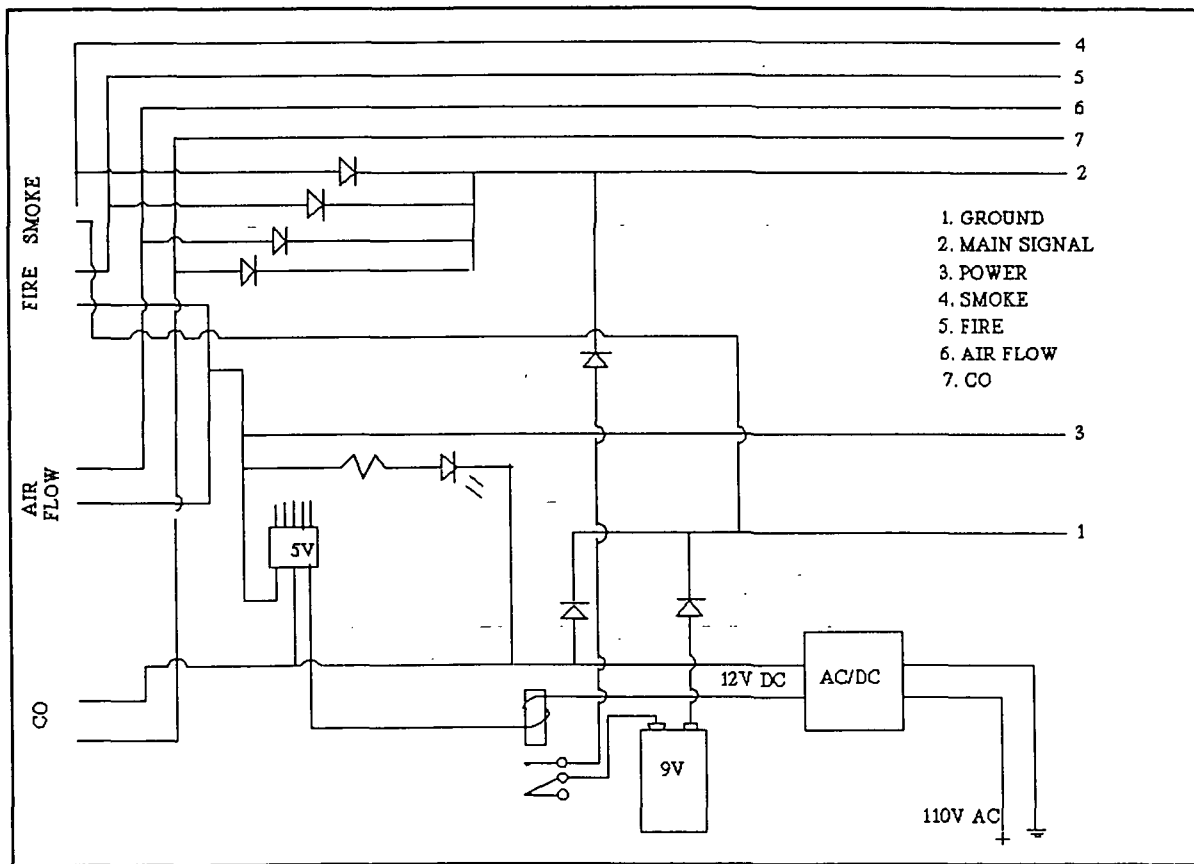 4
5
6
7
2
SMOKE
FIRE
1. GROUND
2. MAIN SIGNAL
3. POWER
4. SMOKE
5. FIRE
6. AIR FLOW
7. CO
3
AIR
FLOW
1
5V
12V DC
AC/DC
CO
9V
110V AC
+